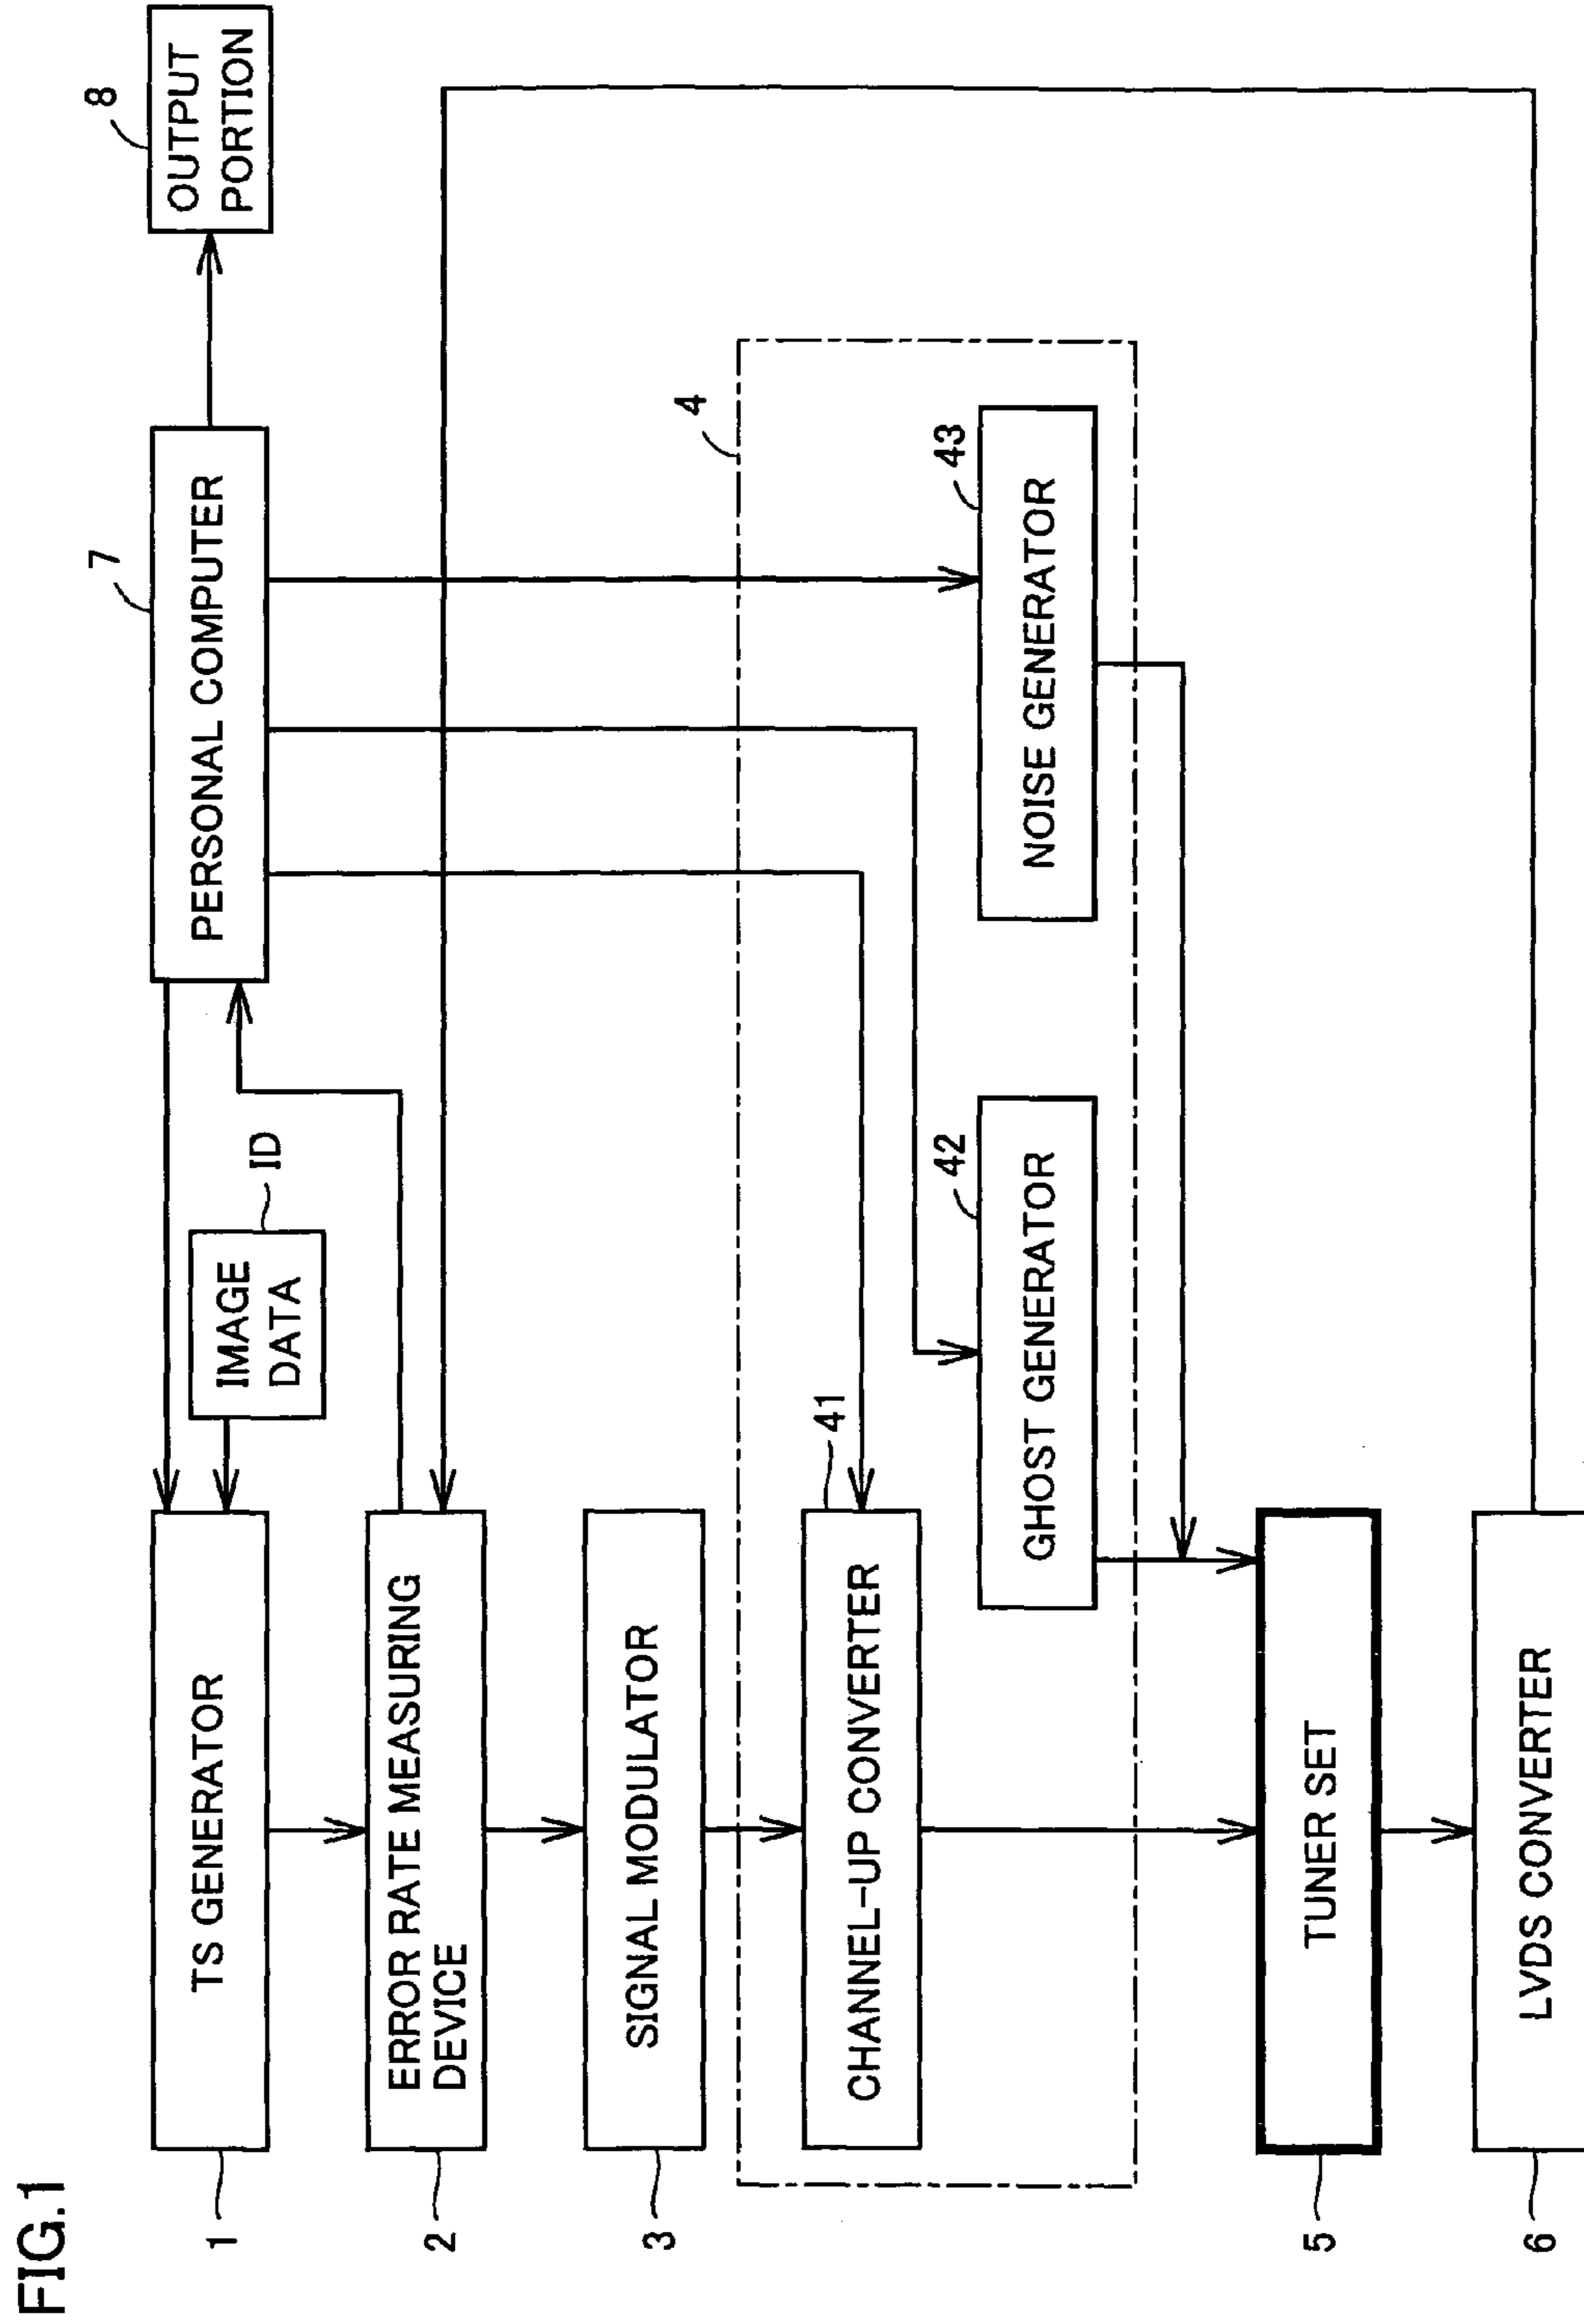 FIG.1
1
TS GENERATOR
IMAGE
DATA
ID
7
PERSONAL COMPUTER
8
OUTPUT
PORTION
2
ERROR RATE MEASURING
DEVICE
3
SIGNAL MODULATOR
4
41
CHANNEL-UP CONVERTER
42
GHOST GENERATOR
43
NOISE GENERATOR
5
TUNER SET
6
LVDS CONVERTER